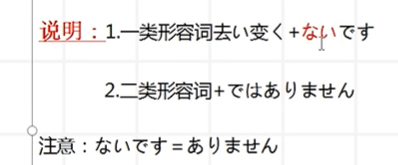 说明：1.一类形容词去い变く+ないです
2.二类形容词+ではありません
注意：ないです＝ありません